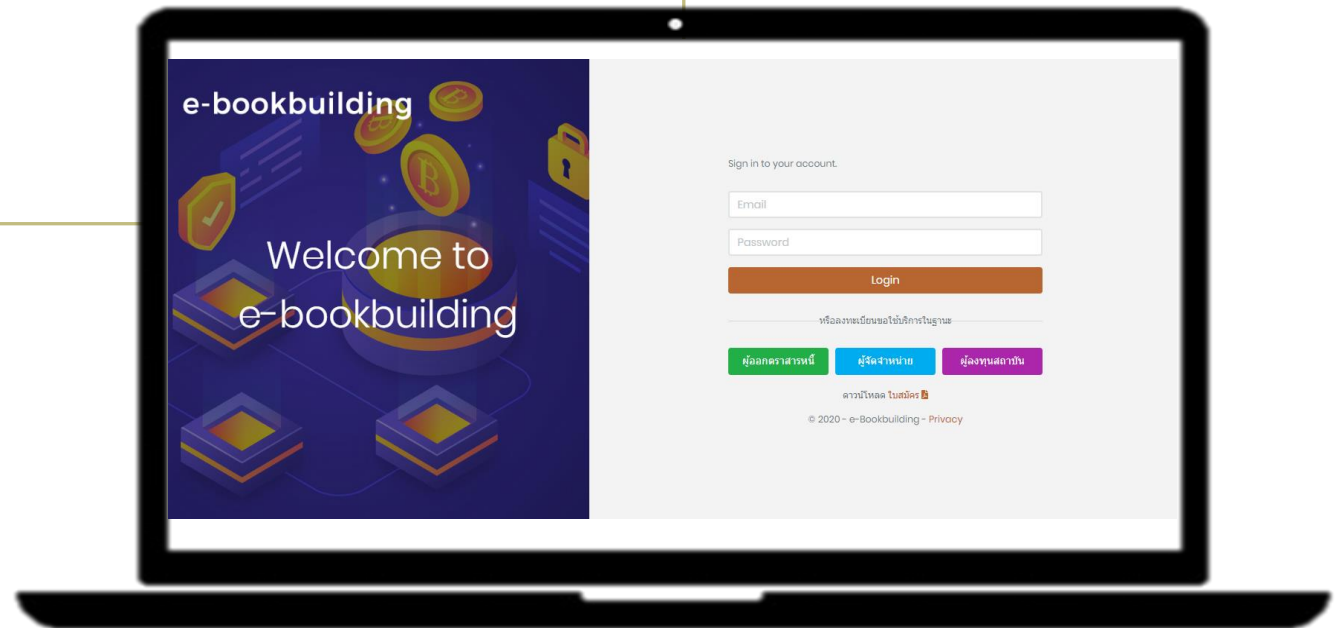 e-bookbuilding
Welcome to
e-bookbuilding
Sign in to your account.
Email
Password
Login
หรือลงทะเบียนขอใช้บริการในฐานะ
ผู้ออกตราสารหนี้
ผู้จัดจำหน่าย
ผู้ลงทุนสถาบัน
ดาวน์โหลด ใบสมัคร
© 2020 - e-Bookbuilding - Privacy